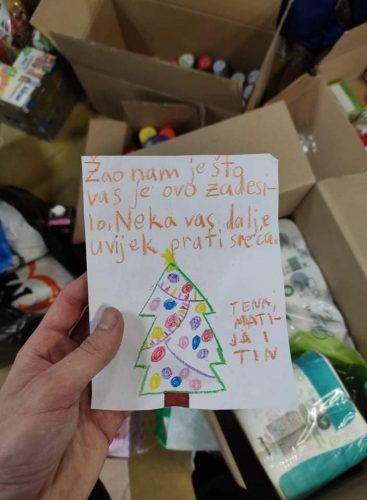 Žao nam je što
vas je ovo zadesi-
lo. Neka vas dalje
uvijek prati sreća.
TENA,
MATI-
JA I
TIN